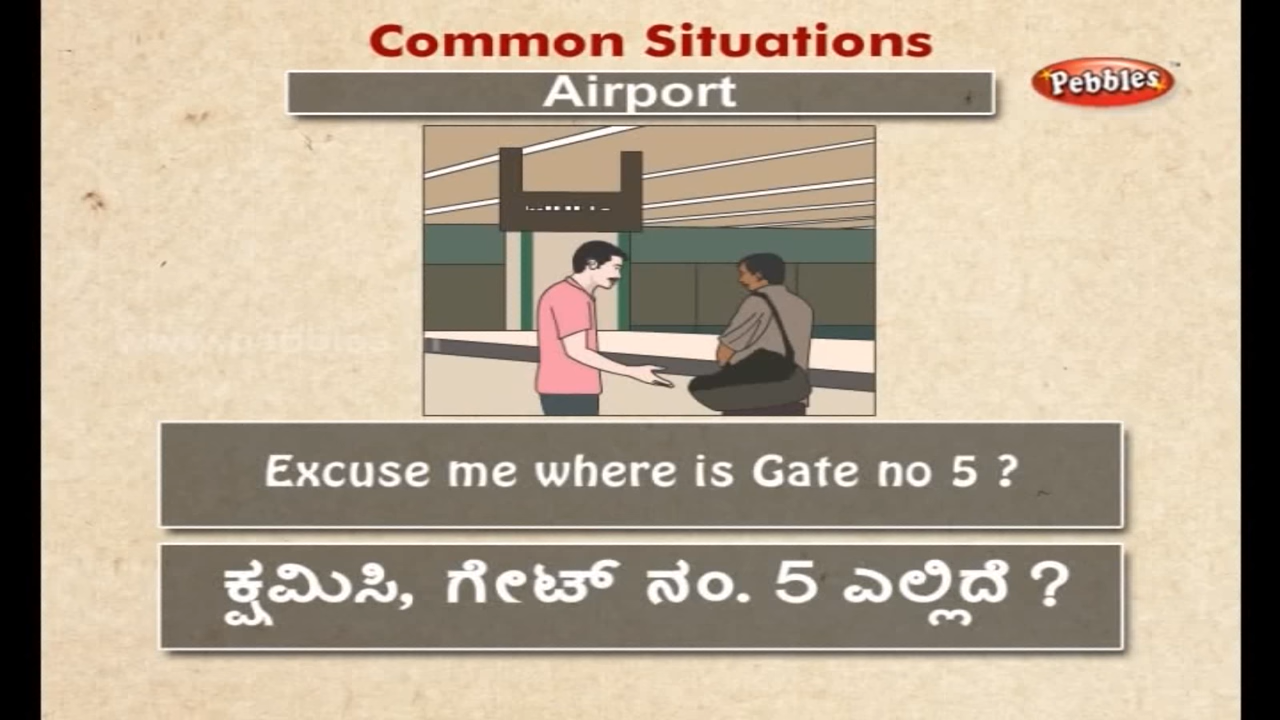 Common Situations
Airport
Pebbles
Excuse me where is Gate no 5 ?
ಕ್ಷಮಿಸಿ, ಗೇಟ್ ನಂ. 5 ಎಲ್ಲಿದೆ ?